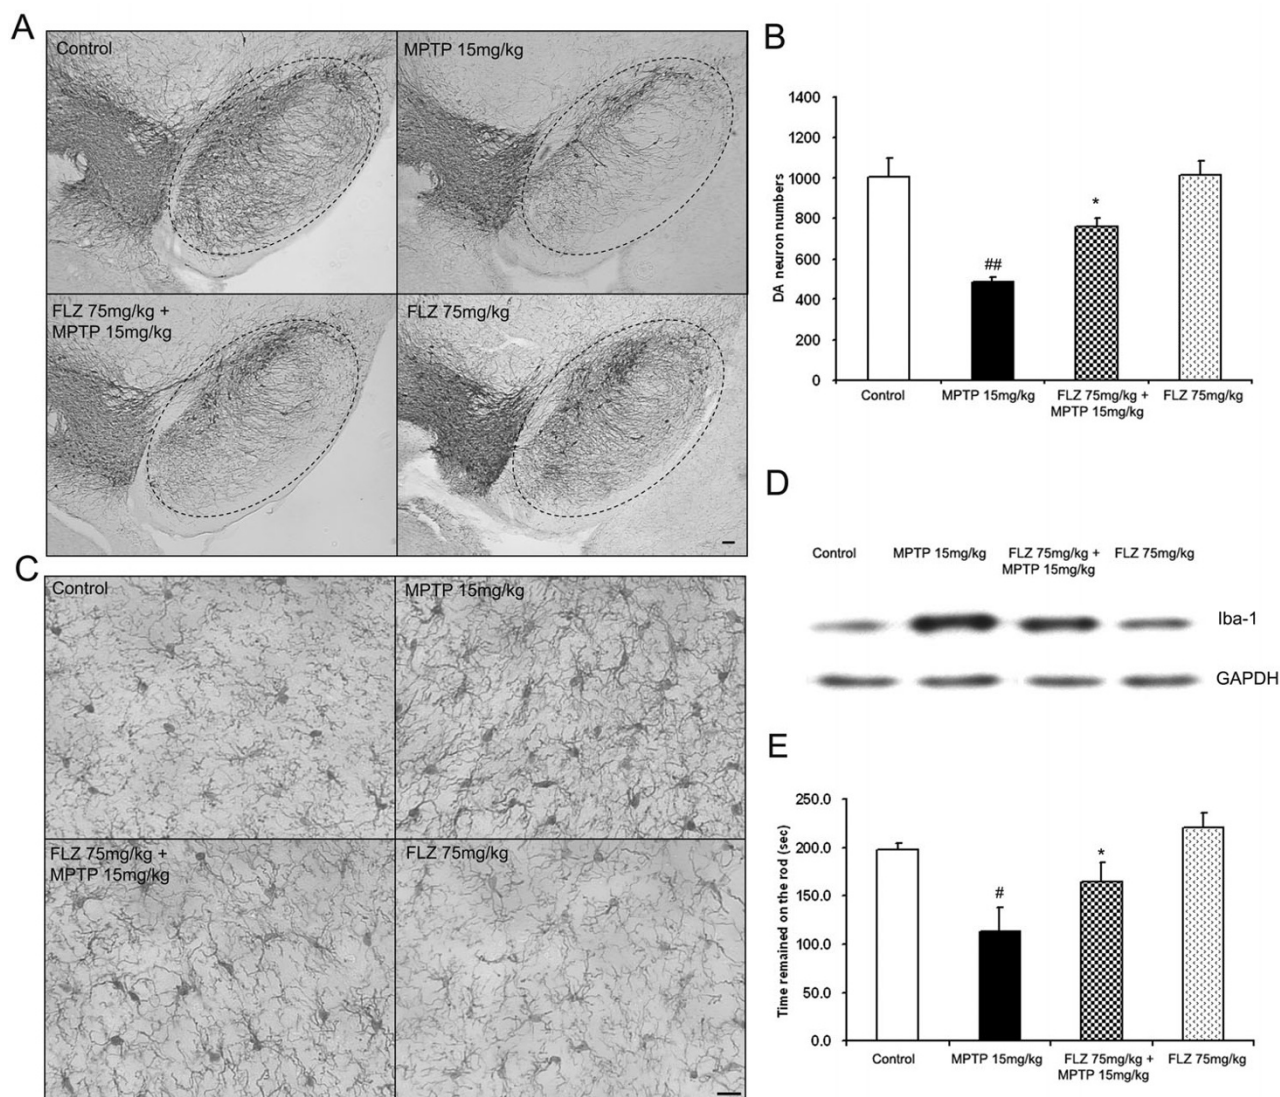 A
Control
MPTP 15mg/kg
FLZ 75mg/kg +
MPTP 15mg/kg
FLZ 75mg/kg
B
1400
1200
1000
800
600
400
200
0
DA neuron numbers
##
*
Control
MPTP 15mg/kg
FLZ 75mg/kg +
MPTP 15mg/kg
FLZ 75mg/kg
C
Control
MPTP 15mg/kg
FLZ 75mg/kg +
MPTP 15mg/kg
FLZ 75mg/kg
D
Control
MPTP 15mg/kg
FLZ 75mg/kg +
MPTP 15mg/kg
FLZ 75mg/kg
Iba-1
GAPDH
E
250.0
200.0
150.0
100.0
50.0
0.0
Time remained on the rod (sec)
#
*
Control
MPTP 15mg/kg
FLZ 75mg/kg +
MPTP 15mg/kg
FLZ 75mg/kg